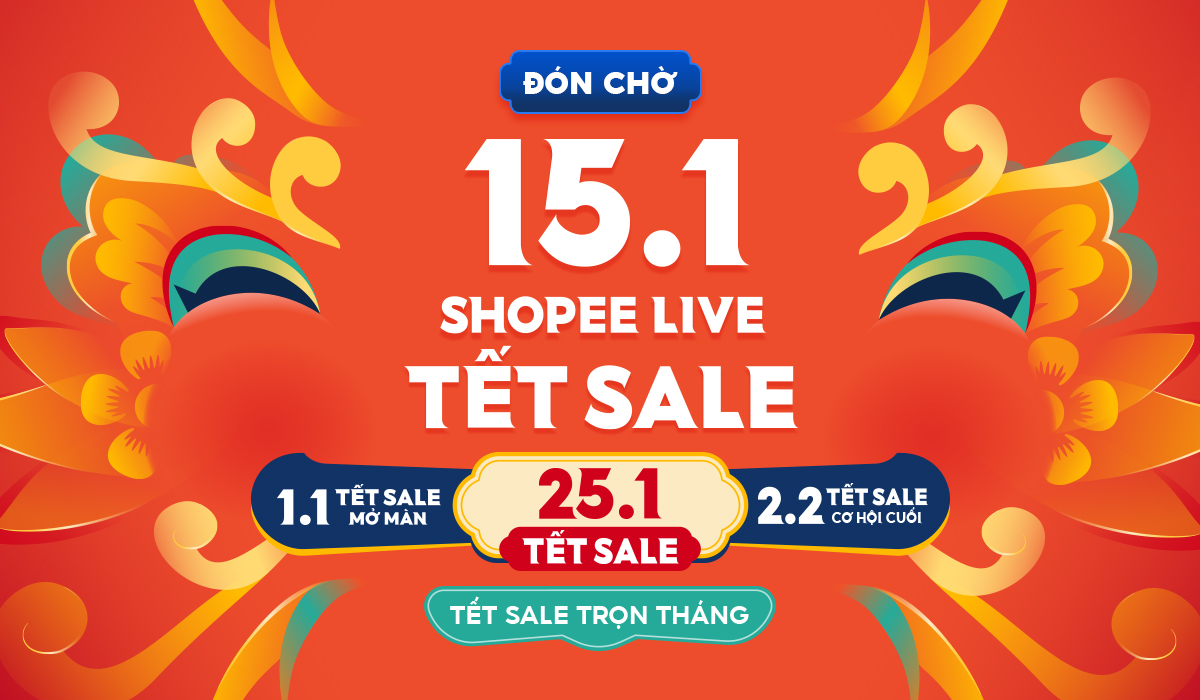 ĐÓN CHỜ
15.1
SHOPEE LIVE
TẾT SALE
1.1 TẾT SALE
MỞ MÀN
25.1
TẾT SALE
2.2 TẾT SALE
CƠ HỘI CUỐI
TẾT SALE TRỌN THÁNG